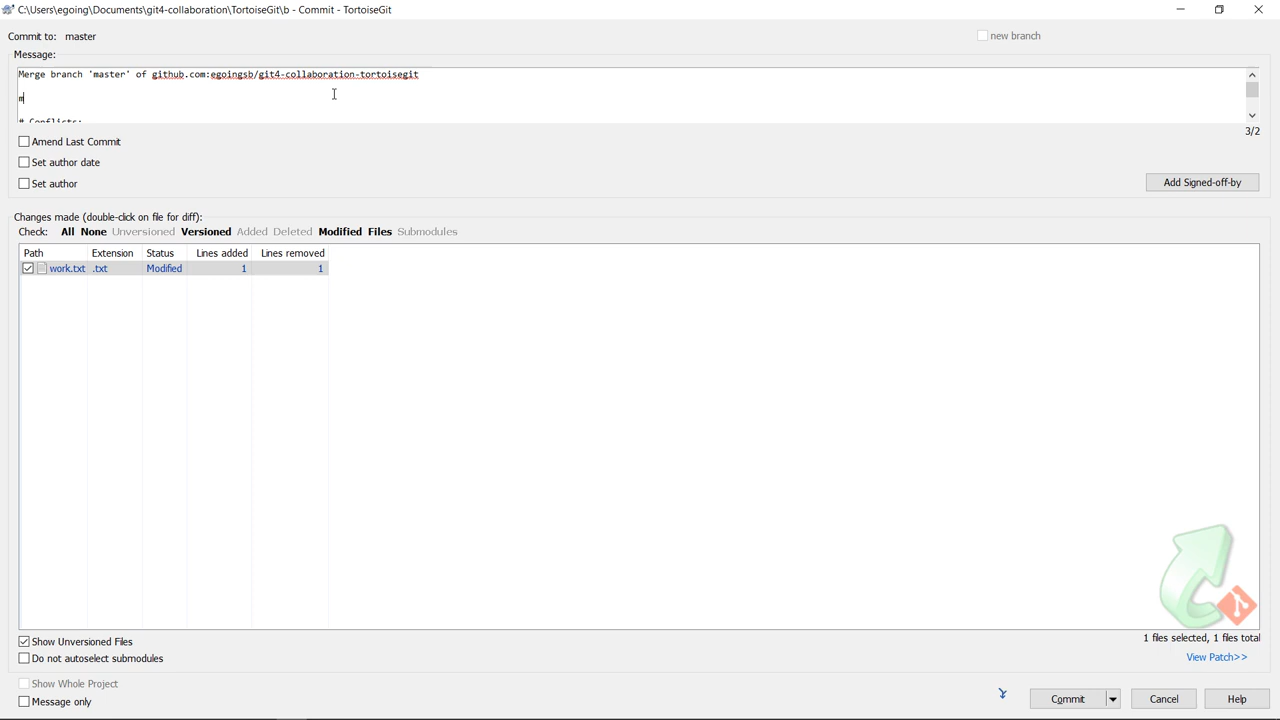 C:\Users\egoing\Documents\git4-collaboration\TortoiseGit\b - Commit - TortoiseGit
Commit to: master
new branch
Message:
Merge branch 'master' of github.com:egoingsb/git4-collaboration-tortoisegit
m
# Conflicts:
3/2
Amend Last Commit
Set author date
Set author
Add Signed-off-by
Changes made (double-click on file for diff):
Check: All None Unversioned Versioned Added Deleted Modified Files Submodules
Path Extension Status Lines added Lines removed
work.txt .txt Modified 1 1
Show Unversioned Files
1 files selected, 1 files total
Do not autoselect submodules
View Patch>>
Show Whole Project
Message only
Commit Cancel Help